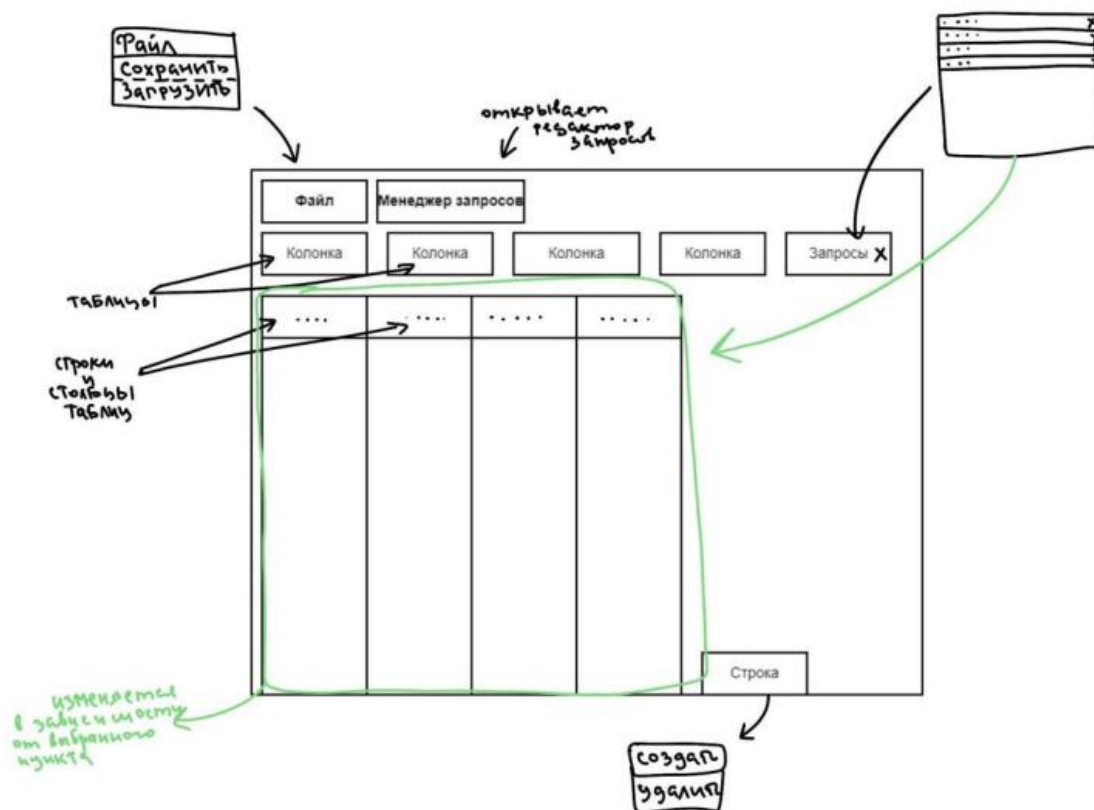 Файл
Сохранить
Загрузить
открывает
редактор
запросов
Файл
Менеджер запросов
Колонка
Колонка
Колонка
Колонка
Запросы X
таблицы
строки
и
столбцы
таблиц
изменяется
в зависимости
от выбранного
пункта
Строка
создать
удалить